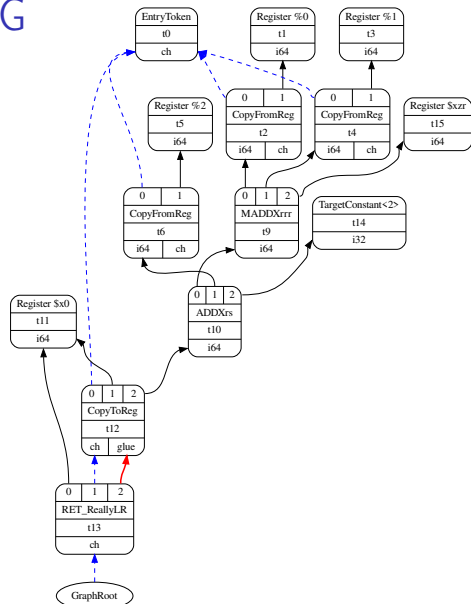 G
EntryToken
t0
ch
Register %0
t1
i64
Register %1
t3
i64
Register %2
t5
i64
0 1
CopyFromReg
t2
i64 ch
0 1
CopyFromReg
t4
i64 ch
Register $xzr
t15
i64
0 1
CopyFromReg
t6
i64 ch
0 1 2
MADDXrrr
t9
i64
TargetConstant<2>
t14
i32
Register $x0
t11
i64
0 1 2
ADDXrs
t10
i64
0 1 2
CopyToReg
t12
ch glue
0 1 2
RET_ReallyLR
t13
ch
GraphRoot